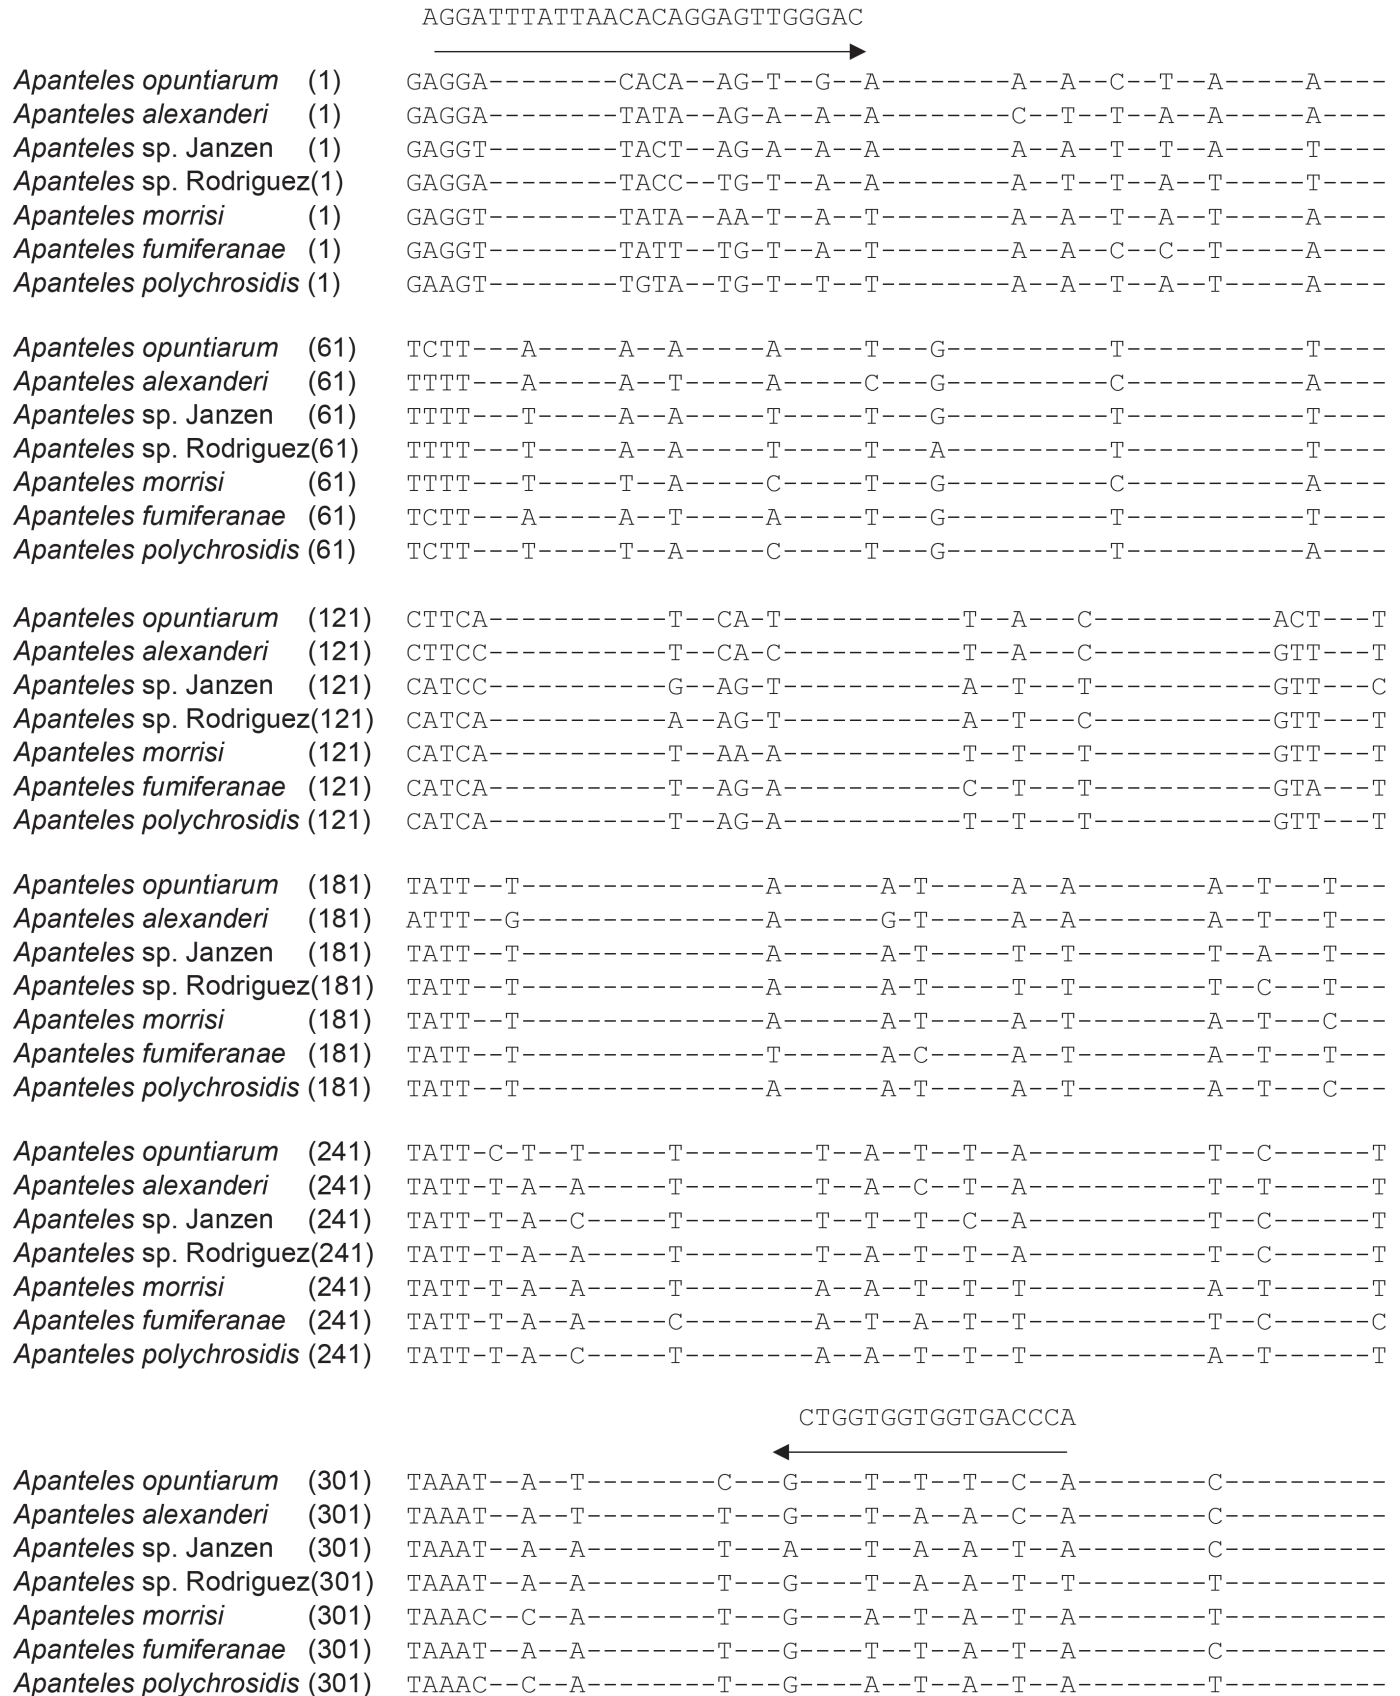 AGGATTTATTAACACAGGAGTTGGGAC
Apanteles opuntiarum (1) GAGGA--------CACA--AG-T--G--A--------A--A--C--T--A-----A----
Apanteles alexanderi (1) GAGGA--------TATA--AG-A--A--A--------C--T--T--A--A-----A----
Apanteles sp. Janzen (1) GAGGT--------TACT--AG-A--A--A--------A--A--T--T--A-----T----
Apanteles sp. Rodriguez(1) GAGGA--------TACC--TG-T--A--A--------A--T--T--A--T-----T----
Apanteles morrisi (1) GAGGT--------TATA--AA-T--A--T--------A--A--T--A--T-----A----
Apanteles fumiferanae (1) GAGGT--------TATT--TG-T--A--T--------A--A--C--C--T-----A----
Apanteles polychrosidis (1) GAAGT--------TGTA--TG-T--T--T--------A--A--T--A--T-----A----
Apanteles opuntiarum (61) TCTT---A-----A--A-----A-----T---G----------T-----------T----
Apanteles alexanderi (61) TTTT---A-----A--T-----A-----C---G----------C-----------A----
Apanteles sp. Janzen (61) TTTT---T-----A--A-----T-----T---G----------T-----------T----
Apanteles sp. Rodriguez(61) TTTT---T-----A--A-----T-----T---A----------T-----------T----
Apanteles morrisi (61) TTTT---T-----T--A-----C-----T---G----------C-----------A----
Apanteles fumiferanae (61) TCTT---A-----A--T-----A-----T---G----------T-----------T----
Apanteles polychrosidis (61) TCTT---T-----T--A-----C-----T---G----------T-----------A----
Apanteles opuntiarum (121) CTTCA-----------T--CA-T-----------T--A---C-----------ACT---T
Apanteles alexanderi (121) CTTCC-----------T--CA-C-----------T--A---C-----------GTT---T
Apanteles sp. Janzen (121) CATCC-----------G--AG-T-----------A--T---T-----------GTT---C
Apanteles sp. Rodriguez(121) CATCA-----------A--AG-T-----------A--T---C-----------GTT---T
Apanteles morrisi (121) CATCA-----------T--AA-A-----------T--T---T-----------GTT---T
Apanteles fumiferanae (121) CATCA-----------T--AG-A-----------C--T---T-----------GTA---T
Apanteles polychrosidis (121) CATCA-----------T--AG-A-----------T--T---T-----------GTT---T
Apanteles opuntiarum (181) TATT--T---------------A------A-T-----A--A--------A--T---T---
Apanteles alexanderi (181) ATTT--G---------------A------G-T-----A--A--------A--T---T---
Apanteles sp. Janzen (181) TATT--T---------------A------A-T-----T--T--------T--A---T---
Apanteles sp. Rodriguez(181) TATT--T---------------A------A-T-----T--T--------T--C---T---
Apanteles morrisi (181) TATT--T---------------A------A-T-----A--T--------A--T---C---
Apanteles fumiferanae (181) TATT--T---------------T------A-C-----A--T--------A--T---T---
Apanteles polychrosidis (181) TATT--T---------------A------A-T-----A--T--------A--T---C---
Apanteles opuntiarum (241) TATT-C-T--T-----T--------T--A--T--T--A-----------T--C------T
Apanteles alexanderi (241) TATT-T-A--A-----T--------T--A--C--T--A-----------T--T------T
Apanteles sp. Janzen (241) TATT-T-A--C-----T--------T--T--T--C--A-----------T--C------T
Apanteles sp. Rodriguez(241) TATT-T-A--A-----T--------T--A--T--T--A-----------T--C------T
Apanteles morrisi (241) TATT-T-A--A-----T--------A--A--T--T--T-----------A--T------T
Apanteles fumiferanae (241) TATT-T-A--A-----C--------A--T--A--T--T-----------T--C------C
Apanteles polychrosidis (241) TATT-T-A--C-----T--------A--A--T--T--T-----------A--T------T
CTGGTGGTGGTGACCCA
Apanteles opuntiarum (301) TAAAT--A--T--------C---G----T--T--T--C--A--------C----------
Apanteles alexanderi (301) TAAAT--A--T--------T---G----T--A--A--C--A--------C----------
Apanteles sp. Janzen (301) TAAAT--A--A--------T---A----T--A--A--T--A--------C----------
Apanteles sp. Rodriguez(301) TAAAT--A--A--------T---G----T--A--A--T--T--------T----------
Apanteles morrisi (301) TAAAC--C--A--------T---G----A--T--A--T--A--------T----------
Apanteles fumiferanae (301) TAAAT--A--A--------T---G----T--T--A--T--A--------C----------
Apanteles polychrosidis (301) TAAAC--C--A--------T---G----A--T--A--T--A--------T----------